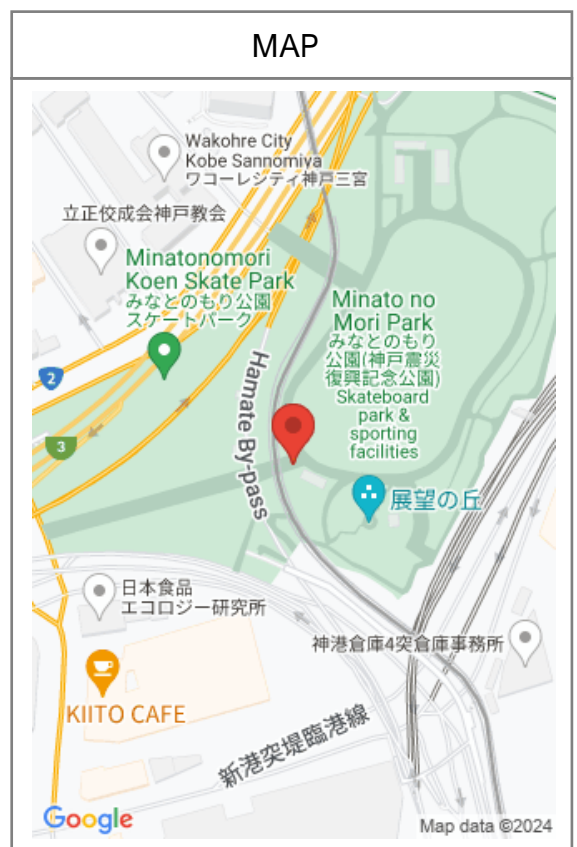 MAP
Wakohre City
Kobe Sannomiya
ワコーレシティ神戸三宮
立正佼成会神戸教会
Minatonomori
Koen Skate Park
みなとのもり公園
スケートパーク
Minato no
Mori Park
みなとのもり
公園(神戸震災
復興記念公園)
Skateboard
park &
sporting
facilities
2
3
Hamate By-pass
展望の丘
日本食品
エコロジー研究所
神港倉庫4突倉庫事務所
KIITO CAFE
新港突堤臨港線
Google
Map data ©2024